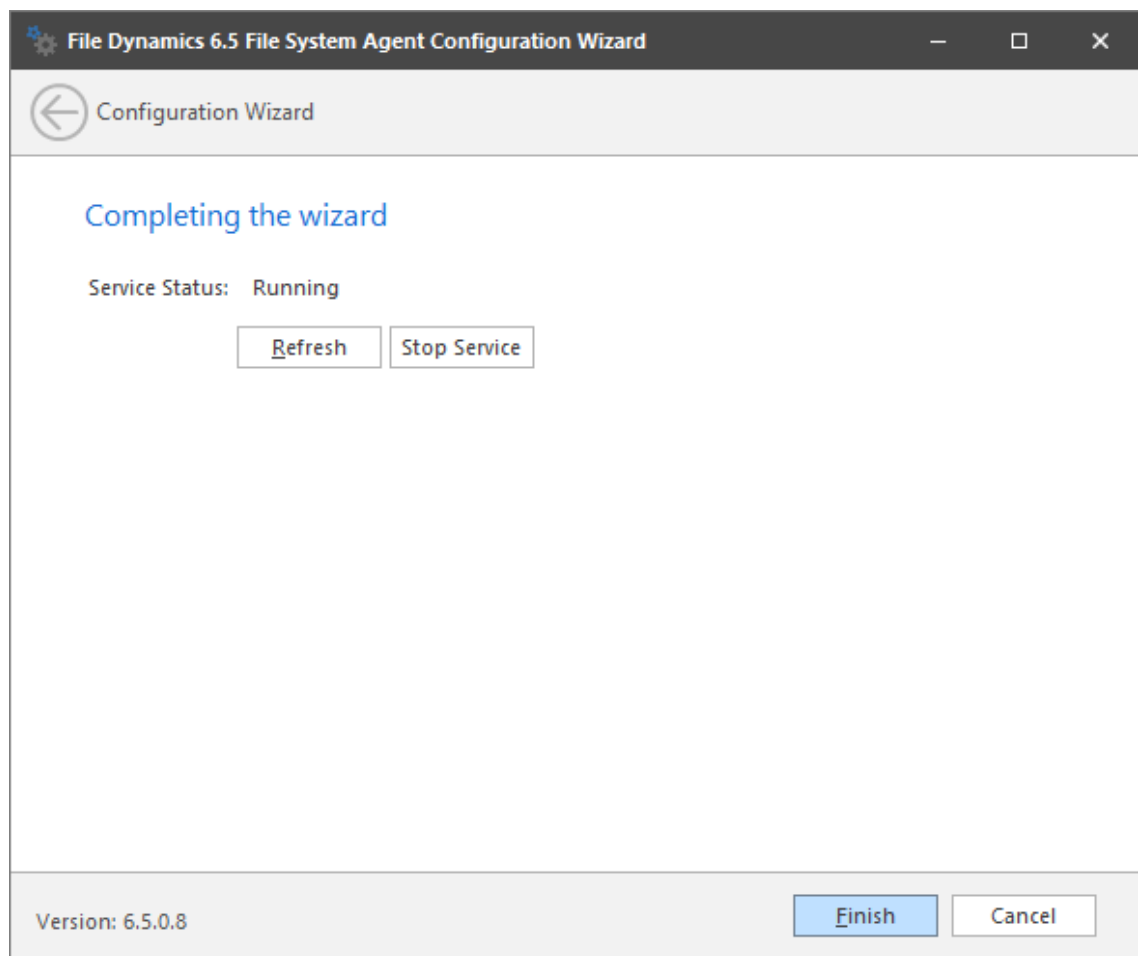 File Dynamics 6.5 File System Agent Configuration Wizard
Configuration Wizard
Completing the wizard
Service Status: Running
Refresh Stop Service
Version: 6.5.0.8 Finish Cancel